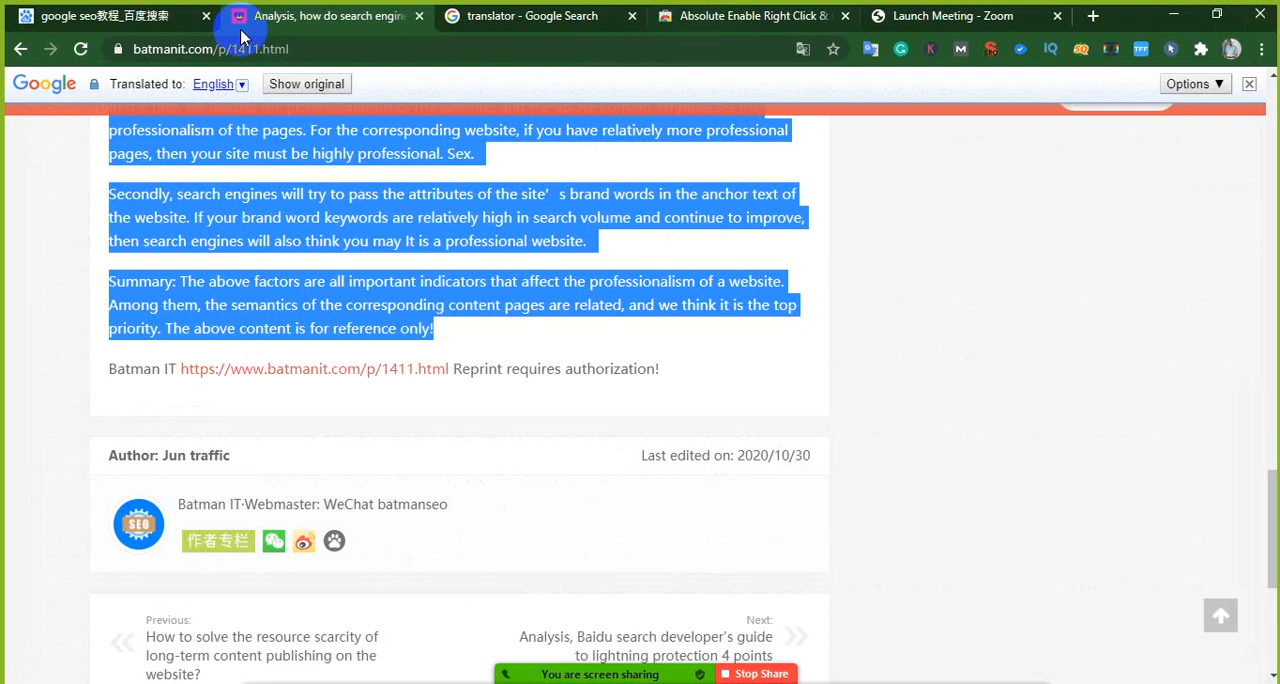 google seo教程_百度搜索
Analysis, how do search engin
translator - Google Search
Absolute Enable Right Click &
Launch Meeting - Zoom
batmanit.com/p/1411.html
Google Translated to: English Show original Options ▼
professionalism of the pages. For the corresponding website, if you have relatively more professional
pages, then your site must be highly professional. Sex.
Secondly, search engines will try to pass the attributes of the site' s brand words in the anchor text of
the website. If your brand word keywords are relatively high in search volume and continue to improve,
then search engines will also think you may It is a professional website.
Summary: The above factors are all important indicators that affect the professionalism of a website.
Among them, the semantics of the corresponding content pages are related, and we think it is the top
priority. The above content is for reference only!
Batman IT https://www.batmanit.com/p/1411.html Reprint requires authorization!
Author: Jun traffic
Last edited on: 2020/10/30
Batman IT·Webmaster: WeChat batmanseo
SEO
作者专栏
Previous:
How to solve the resource scarcity of
long-term content publishing on the
website?
Next:
Analysis, Baidu search developer's guide
to lightning protection 4 points
You are screen sharing
Stop Share